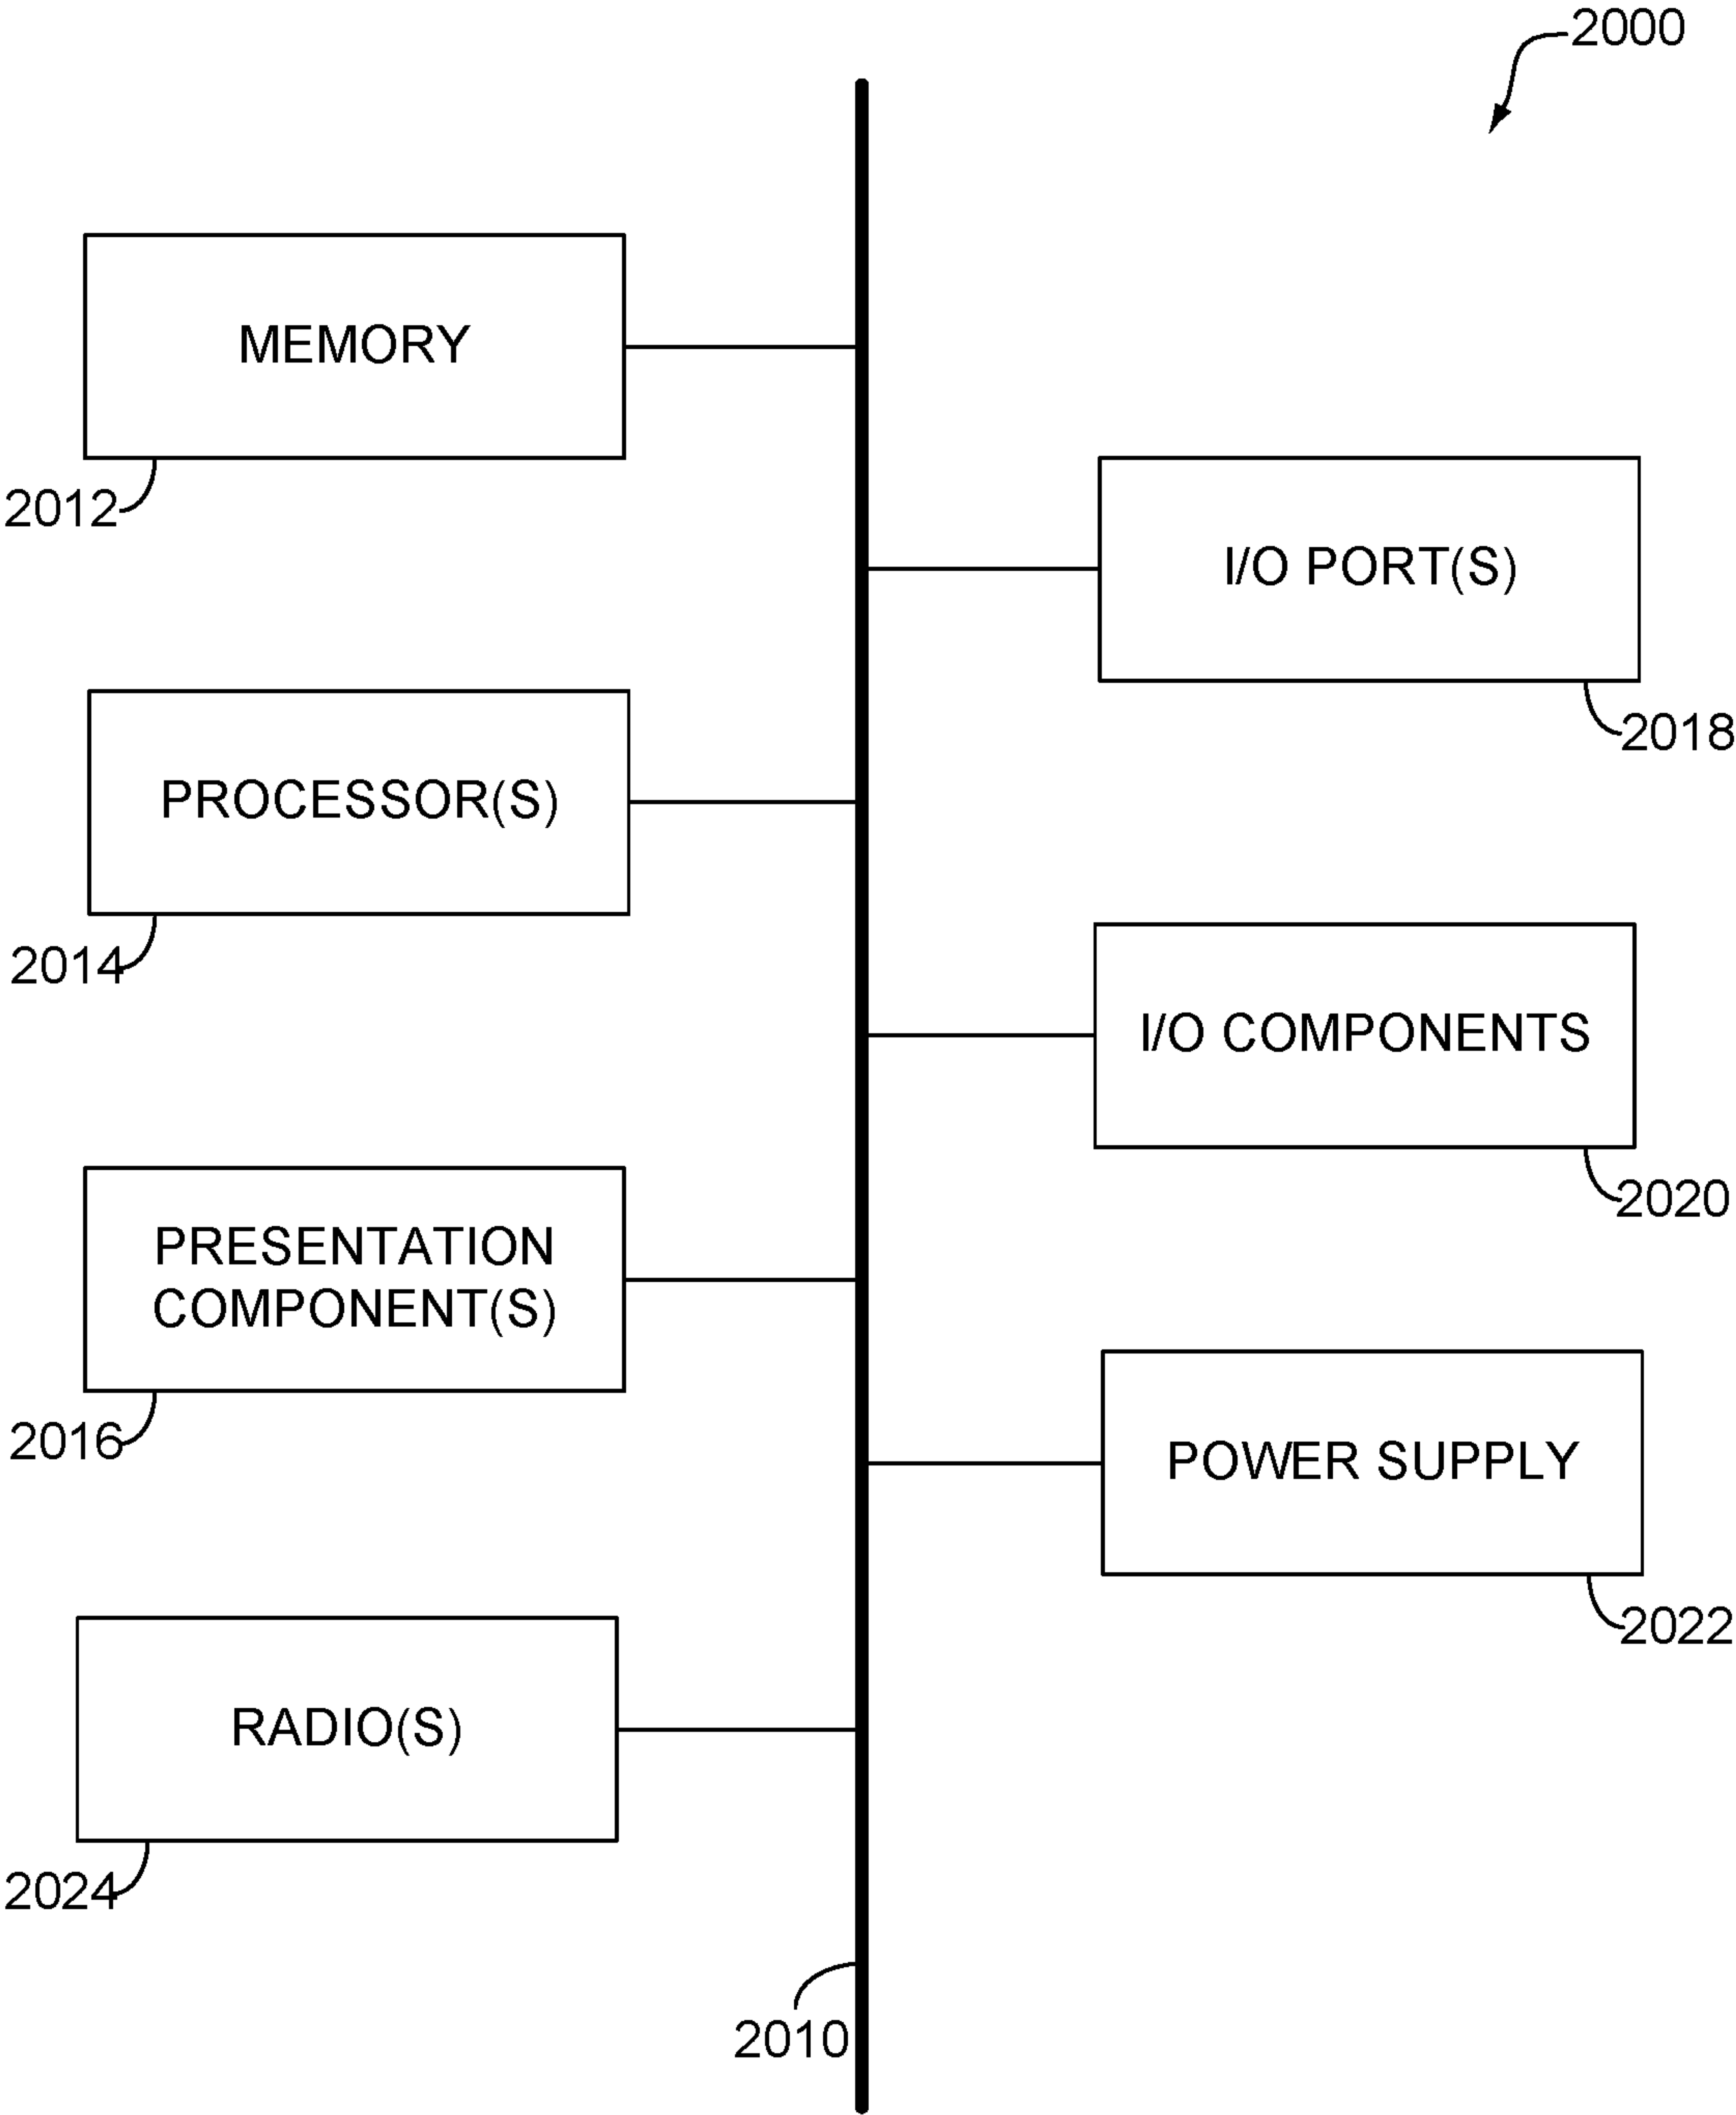 2000
MEMORY
2012
I/O PORT(S)
2018
PROCESSOR(S)
2014
I/O COMPONENTS
2020
PRESENTATION
COMPONENT(S)
2016
POWER SUPPLY
2022
RADIO(S)
2024
2010